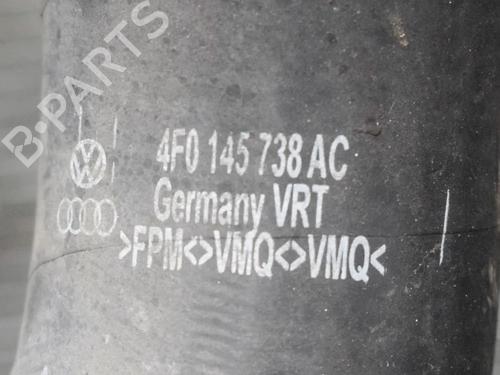 B-PARTS
4F0 145 738 AC
Germany VRT
>FPM<>VMQ<>VMQ<